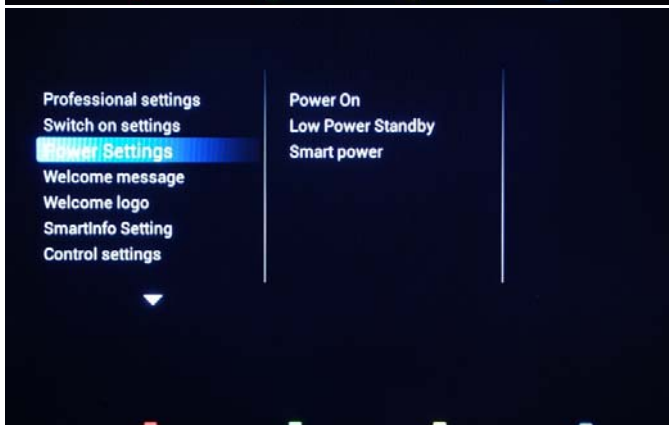 Professional settings
Switch on settings
Power Settings
Welcome message
Welcome logo
SmartInfo Setting
Control settings
Power On
Low Power Standby
Smart power